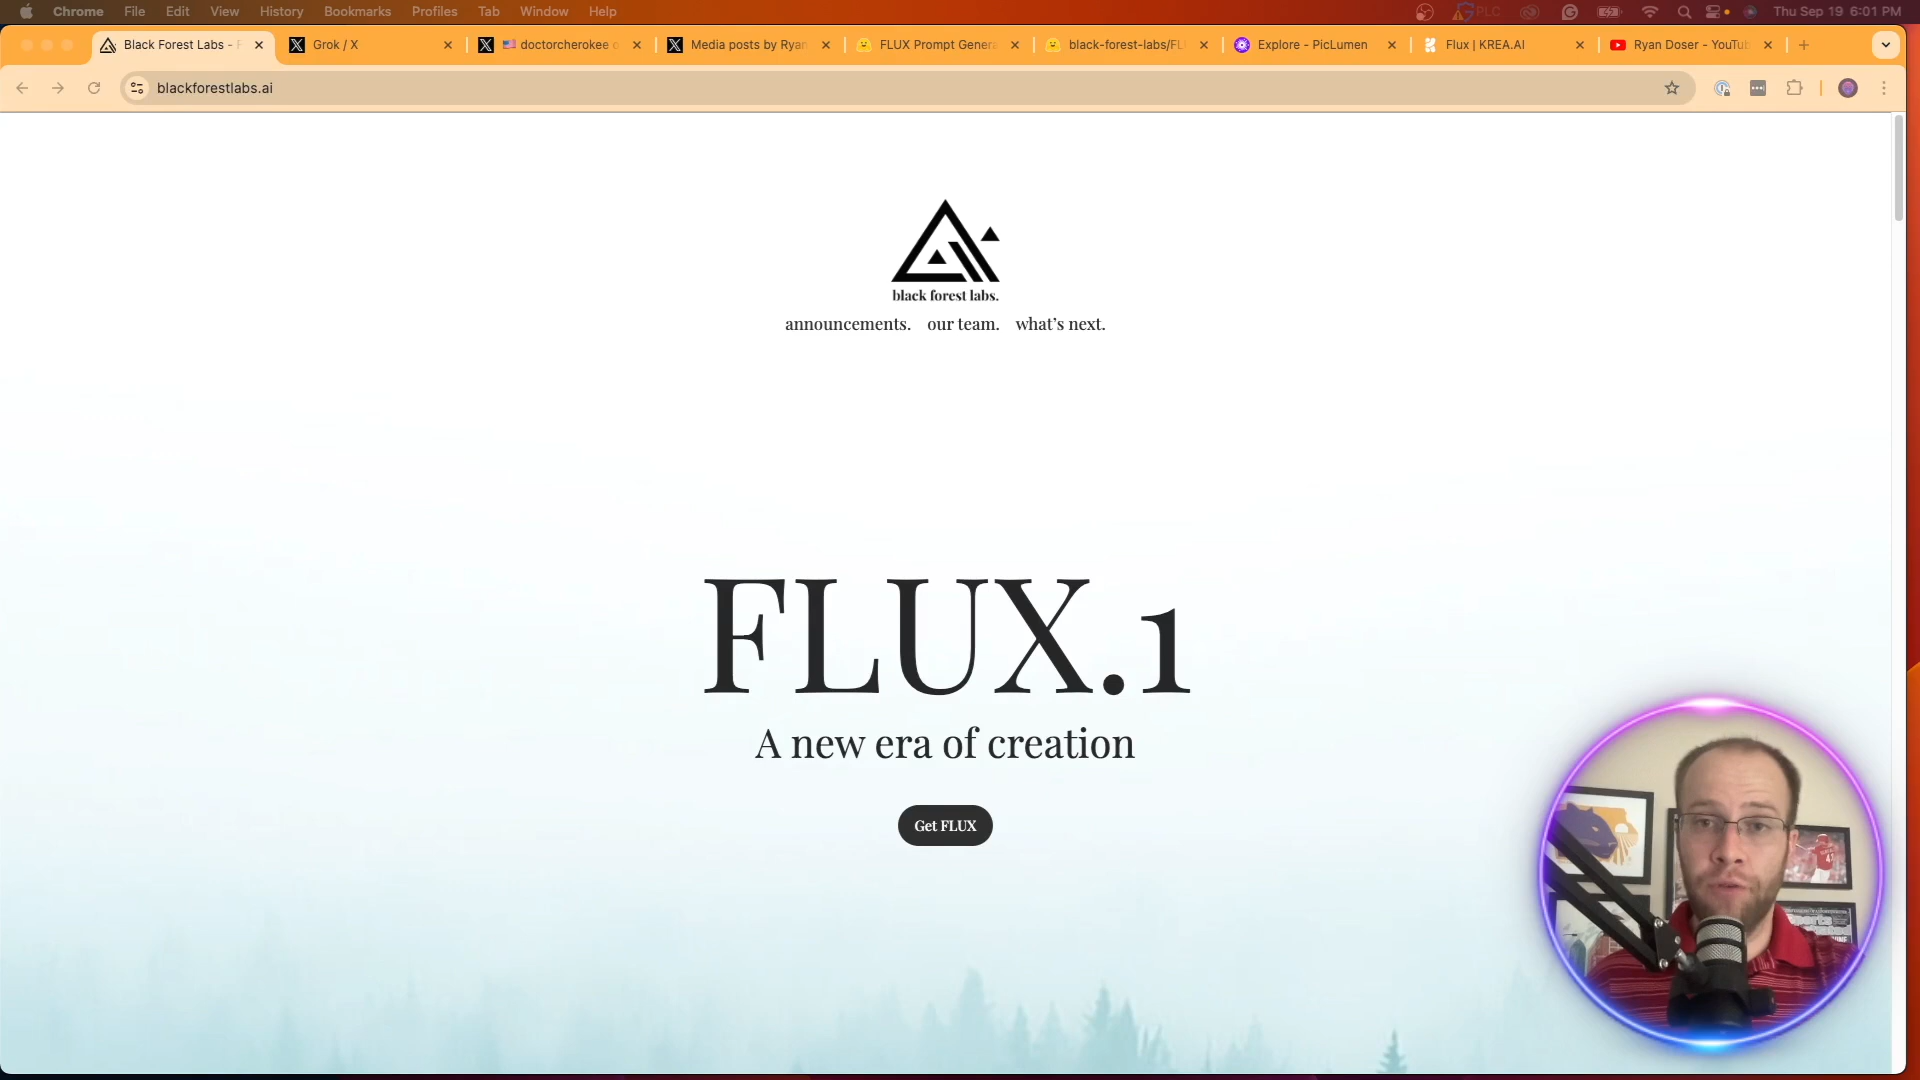 Chrome File Edit View History Bookmarks Profiles Tab Window Help PLC Thu Sep 19 6:01 PM
Black Forest Labs - F Grok / X doctorcherokee o Media posts by Ryan FLUX Prompt Genera black-forest-labs/FL Explore - PicLumen Flux | KREA.AI Ryan Doser - YouTub
blackforestlabs.ai
black forest labs.
announcements. our team. what's next.
FLUX.1
A new era of creation
Get FLUX